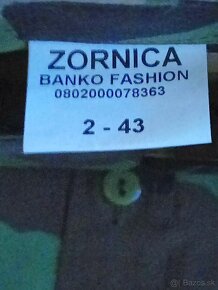 ZORNICA
BANKO FASHION
0802000078363
2 - 43
Bazos.sk